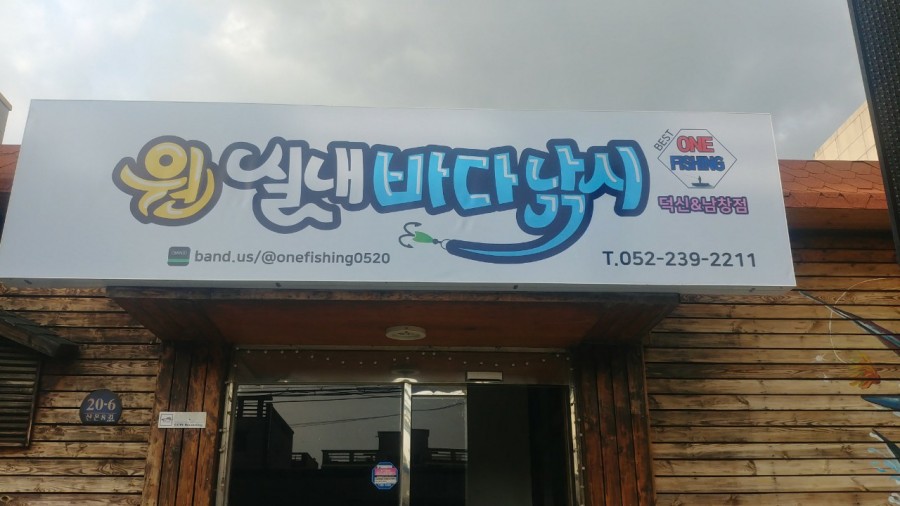 원 실내바다낚시
BEST
ONE
FISHING
덕신&남창점
band.us/@onefishing0520
T.052-239-2211
20-6